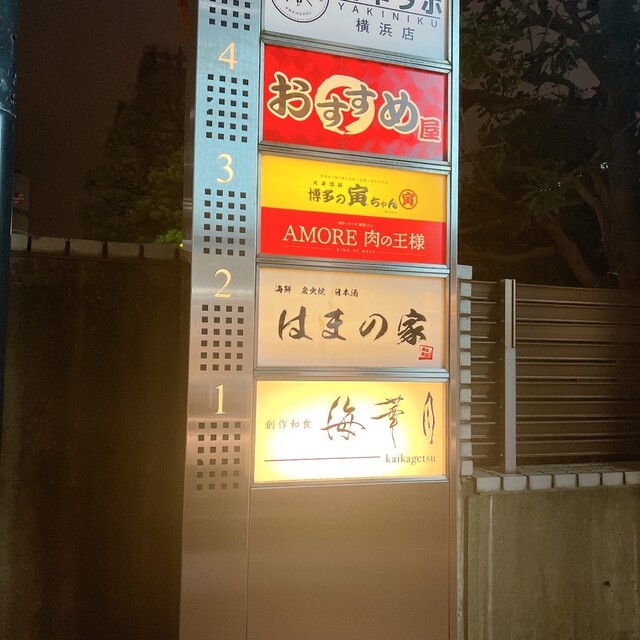 YAKINIKU
横浜店
4
おすすめ屋
3
博多の寅ちゃん
寅
AMORE 肉の王様
KING OF MEAT
2
海鮮 炭火焼 日本酒
はまの家
1
創作和食 海華月
kaikagetsu